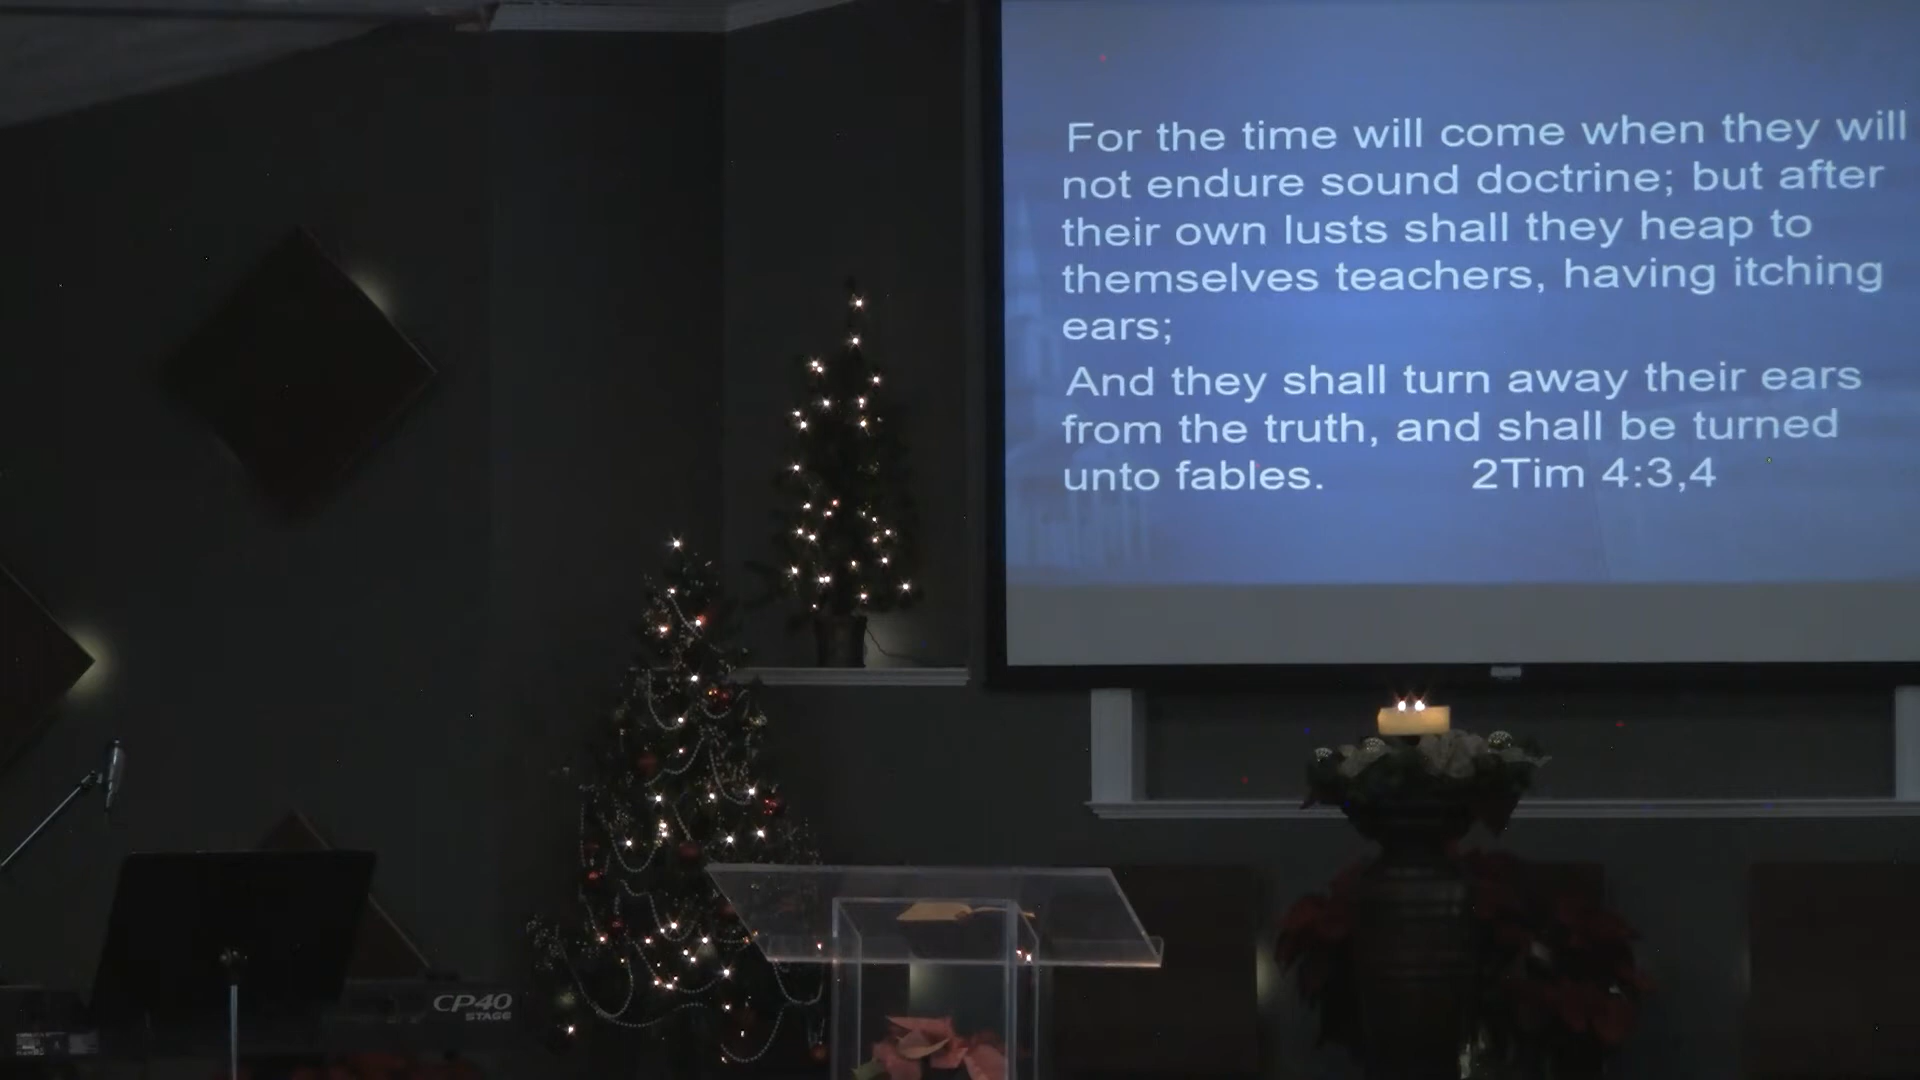 For the time will come when they will
not endure sound doctrine; but after
their own lusts shall they heap to
themselves teachers, having itching
ears;
And they shall turn away their ears
from the truth, and shall be turned
unto fables. 2Tim 4:3,4
CP40
STAGE